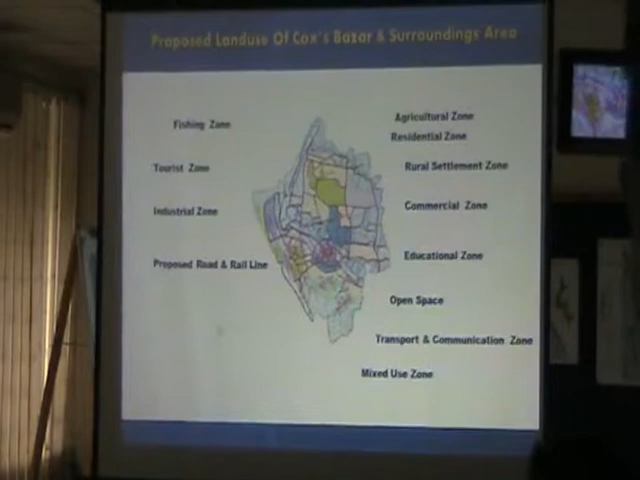 Proposed Landuse Of Cox's Bazar & Surroundings Area
Fishing Zone
Tourist Zone
Industrial Zone
Proposed Road & Rail Line
Agricultural Zone
Residential Zone
Rural Settlement Zone
Commercial Zone
Educational Zone
Open Space
Transport & Communication Zone
Mixed Use Zone